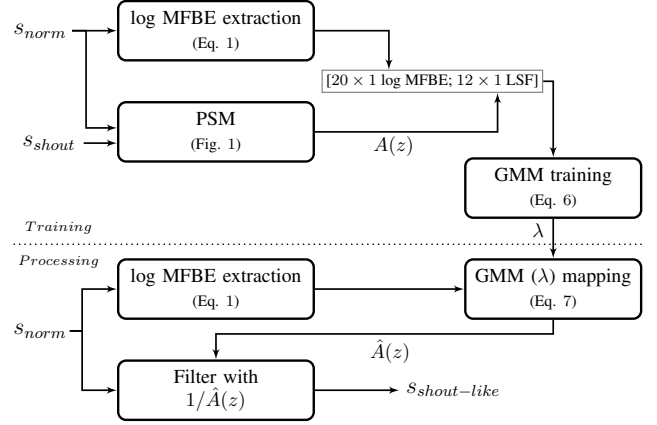 s_norm
log MFBE extraction
(Eq. 1)
[20 × 1 log MFBE; 12 × 1 LSF]
s_shout
PSM
(Fig. 1)
A(z)
GMM training
(Eq. 6)
Training
λ
Processing
log MFBE extraction
(Eq. 1)
GMM (λ) mapping
(Eq. 7)
s_norm
Â(z)
Filter with
1/Â(z)
s_shout−like